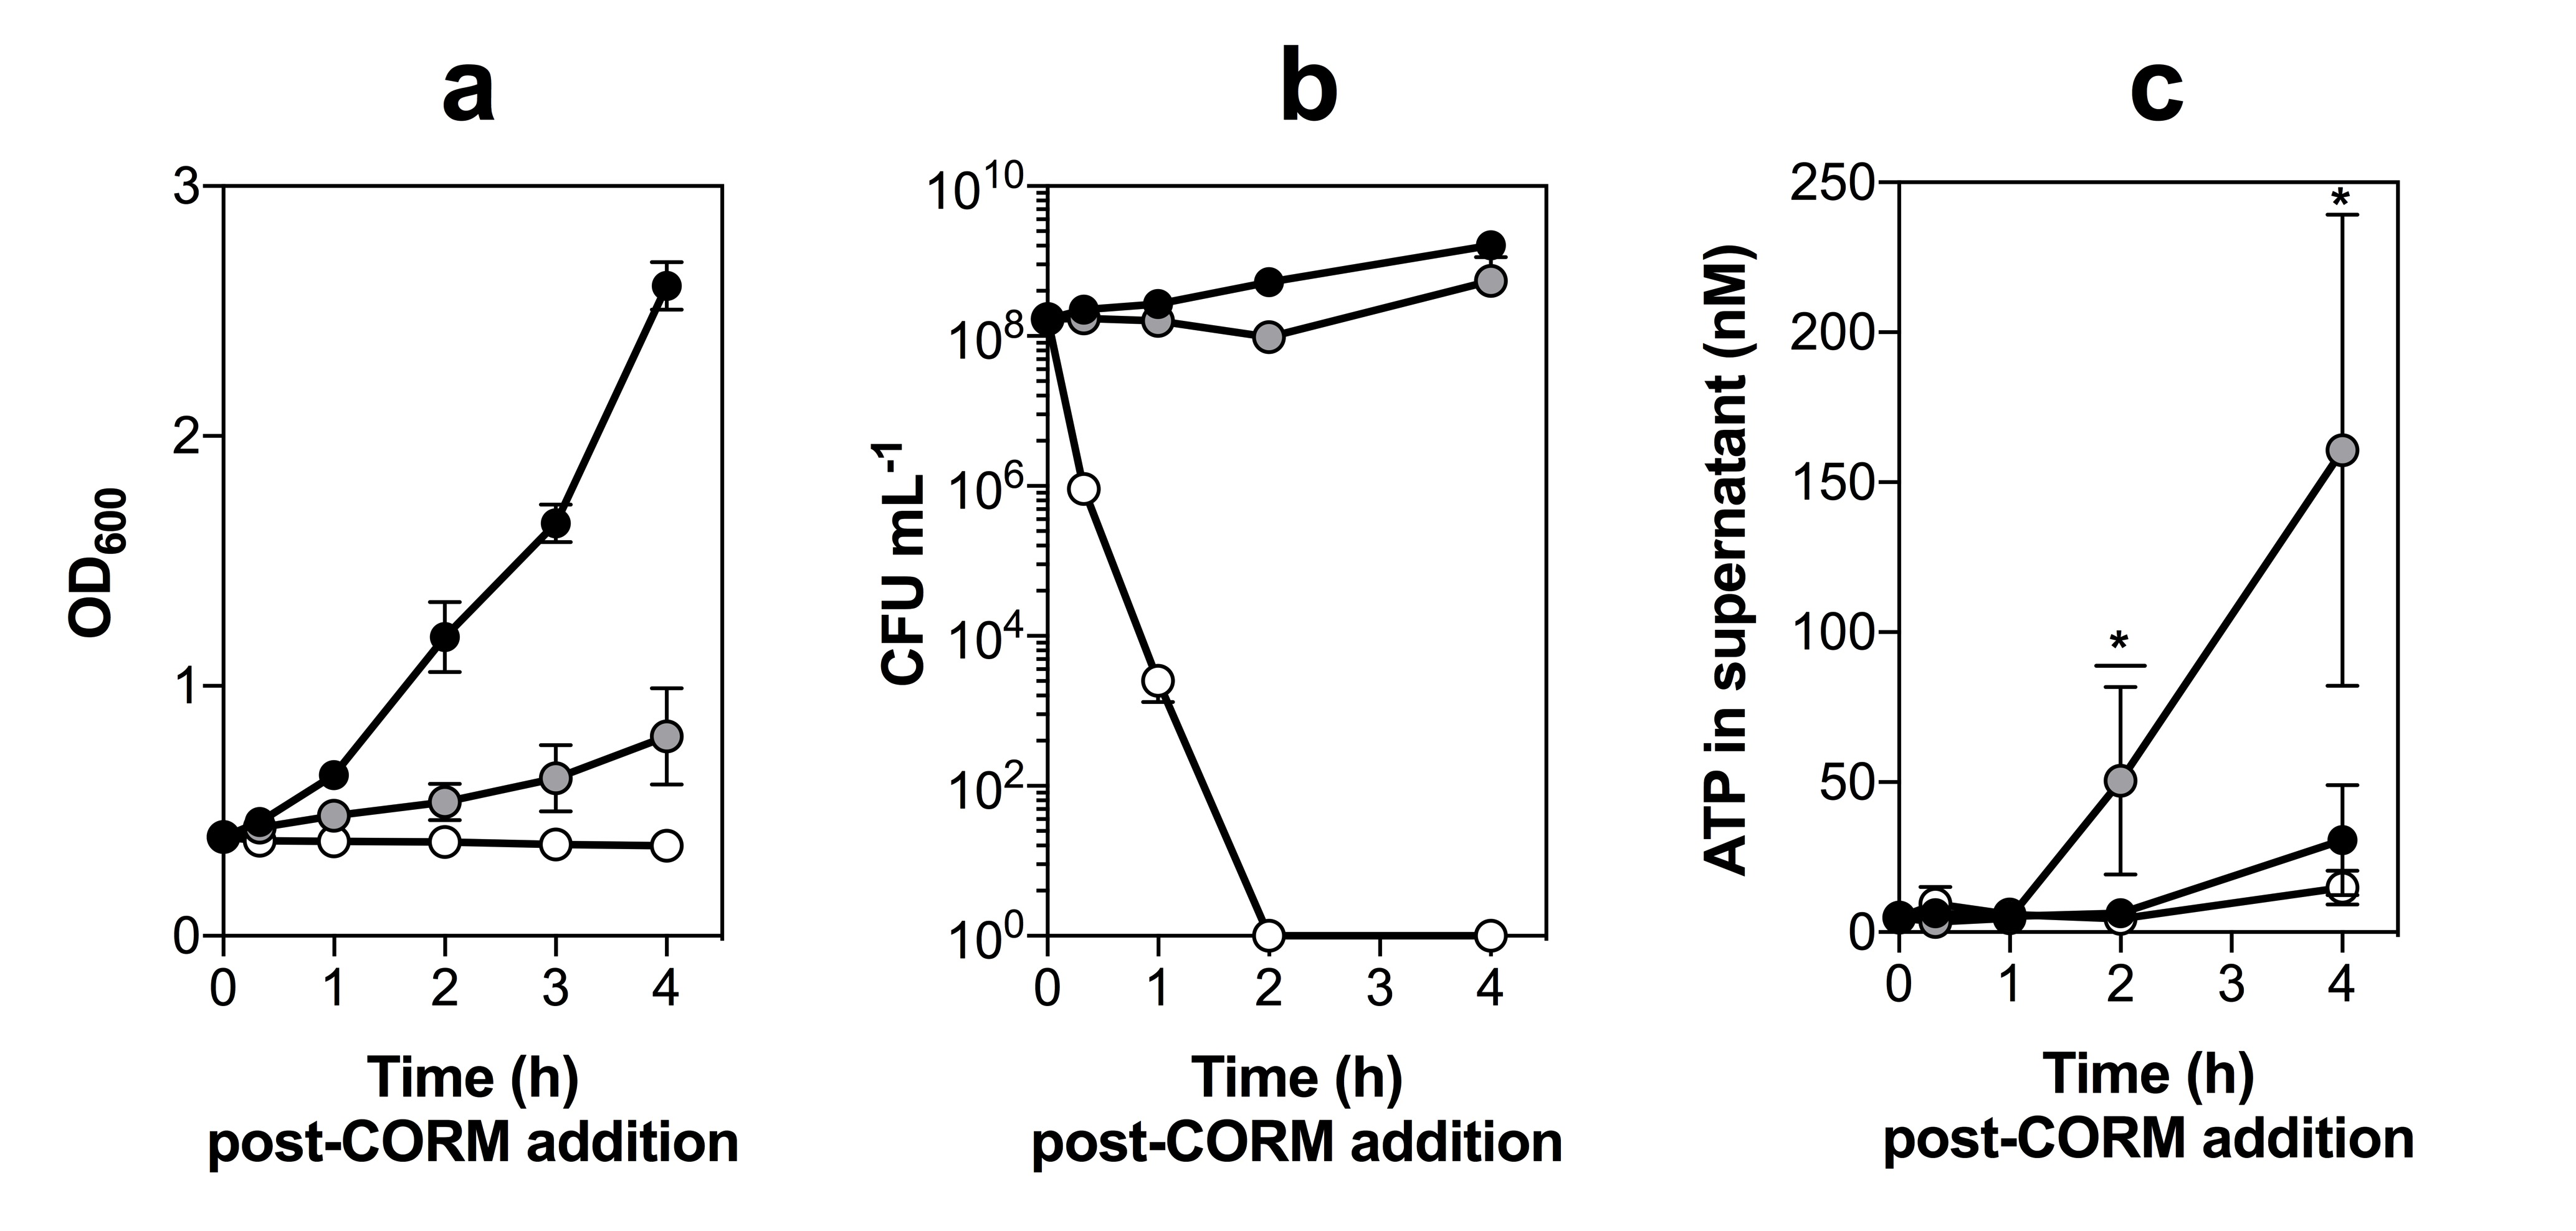 a
3
2
1
0
OD600
0 1 2 3 4
Time (h)
post-CORM addition
b
10^10
10^8
10^6
10^4
10^2
10^0
CFU mL^-1
0 1 2 3 4
Time (h)
post-CORM addition
c
250
200
150
100
50
0
ATP in supernatant (nM)
*
*
0 1 2 3 4
Time (h)
post-CORM addition